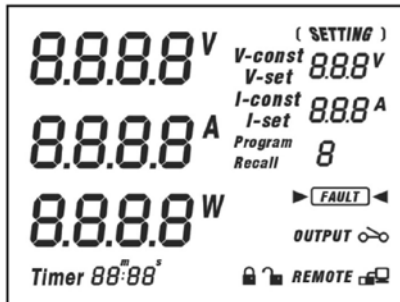 ( SETTING )
8.8.8.8 V
V-const
V-set
8.8.8 V
I-const
I-set
8.8.8 A
8.8.8.8 A
Program
Recall
8
8.8.8.8 W
FAULT
OUTPUT
Timer 88:88 m s
REMOTE